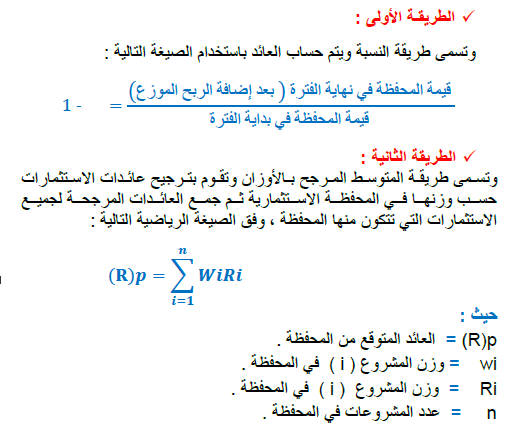 ✓ الطريقة الأولى :
وتسمى طريقة النسبة ويتم حساب العائد باستخدام الصيغة التالية :
= قيمة المحفظة في نهاية الفترة ( بعد إضافة الربح الموزع) - 1
قيمة المحفظة في بداية الفترة
✓ الطريقة الثانية :
وتسمى طريقة المتوسط المرجح بالأوزان وتقوم بترجيح عائدات الاستثمارات
حسب وزنها في المحفظة الاستثمارية ثم جمع العائدات المرجحة لجميع
الاستثمارات التي تتكون منها المحفظة ، وفق الصيغة الرياضية التالية :
(R)p = ∑ WiRi
n
i=1
حيث :
(R)p = العائد المتوقع من المحفظة .
wi = وزن المشروع ( i ) في المحفظة .
Ri = وزن المشروع ( i ) في المحفظة .
n = عدد المشروعات في المحفظة .